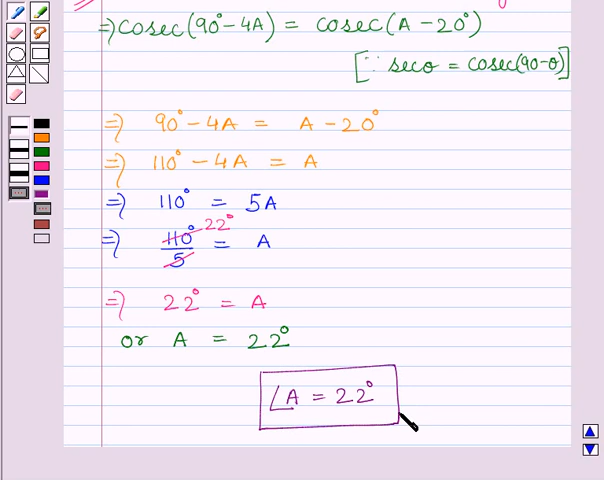 ⇒ cosec(90° - 4A) = cosec(A - 20°)
[∵ secθ = cosec(90-θ)]
⇒ 90° - 4A = A - 20°
⇒ 110° - 4A = A
⇒ 110° = 5A
⇒ 110°/5 22° = A
⇒ 22° = A
or A = 22°
∠A = 22°